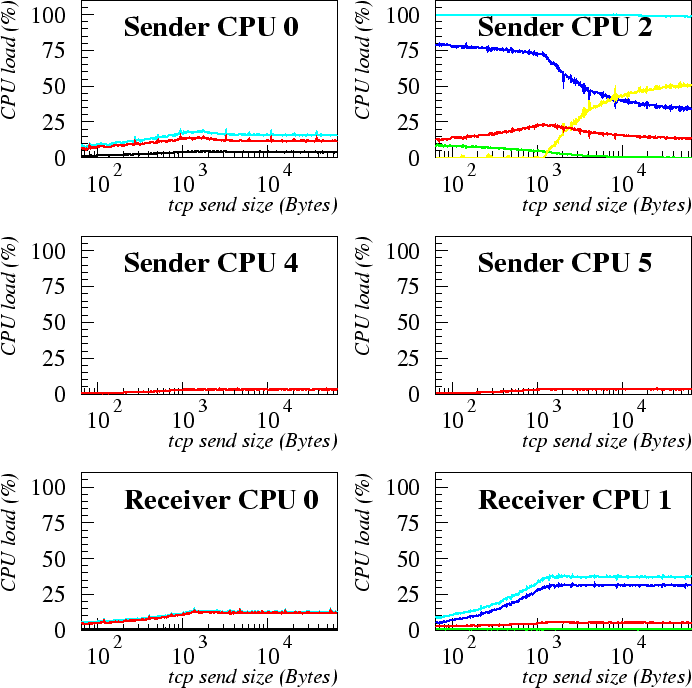 Sender CPU 0
CPU load (%)
100
75
50
25
0
10 2
10 3
10 4
tcp send size (Bytes)
Sender CPU 2
CPU load (%)
100
75
50
25
0
10 2
10 3
10 4
tcp send size (Bytes)
Sender CPU 4
CPU load (%)
100
75
50
25
0
10 2
10 3
10 4
tcp send size (Bytes)
Sender CPU 5
CPU load (%)
100
75
50
25
0
10 2
10 3
10 4
tcp send size (Bytes)
Receiver CPU 0
CPU load (%)
100
75
50
25
0
10 2
10 3
10 4
tcp send size (Bytes)
Receiver CPU 1
CPU load (%)
100
75
50
25
0
10 2
10 3
10 4
tcp send size (Bytes)